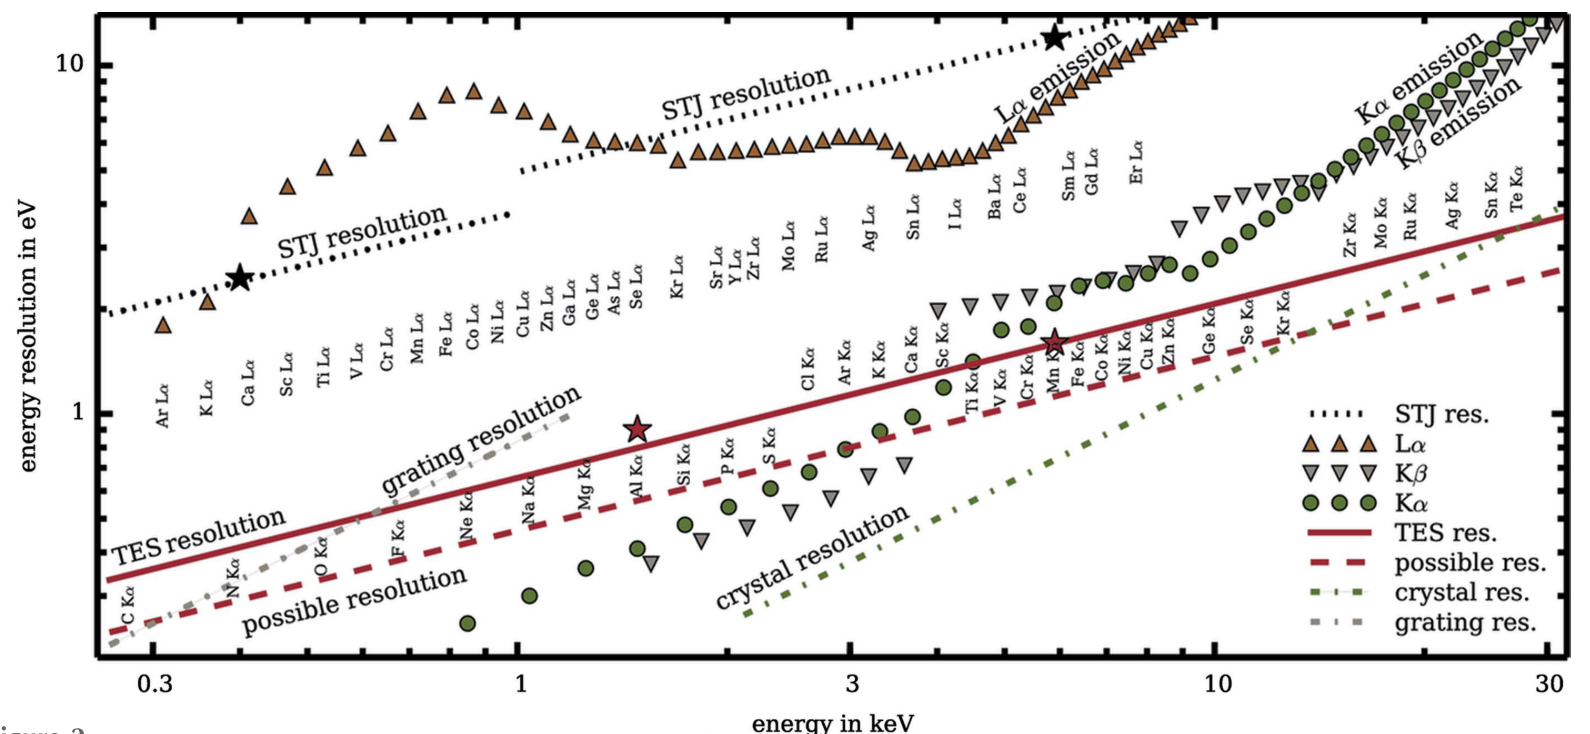 10
1
energy resolution in eV
STJ resolution
STJ resolution
Lα emission
Kα emission
Kβ emission
grating resolution
TES resolution
possible resolution
crystal resolution
Ar Lα
K Lα
Ca Lα
Sc Lα
Ti Lα
V Lα
Cr Lα
Mn Lα
Fe Lα
Co Lα
Ni Lα
Cu Lα
Zn Lα
Ga Lα
Ge Lα
As Lα
Se Lα
Kr Lα
Sr Lα
Y Lα
Zr Lα
Mo Lα
Ru Lα
Ag Lα
Sn Lα
I Lα
Ba Lα
Ce Lα
Sm Lα
Gd Lα
Er Lα
C Kα
N Kα
O Kα
F Kα
Ne Kα
Na Kα
Mg Kα
Al Kα
Si Kα
P Kα
S Kα
Cl Kα
Ar Kα
K Kα
Ca Kα
Sc Kα
Ti Kα
V Kα
Cr Kα
Mn Kα
Fe Kα
Co Kα
Ni Kα
Cu Kα
Zn Kα
Ge Kα
Se Kα
Kr Kα
Zr Kα
Mo Kα
Ru Kα
Ag Kα
Sn Kα
Te Kα
STJ res.
Lα
Kβ
Kα
TES res.
possible res.
crystal res.
grating res.
0.3
1
3
10
30
energy in keV